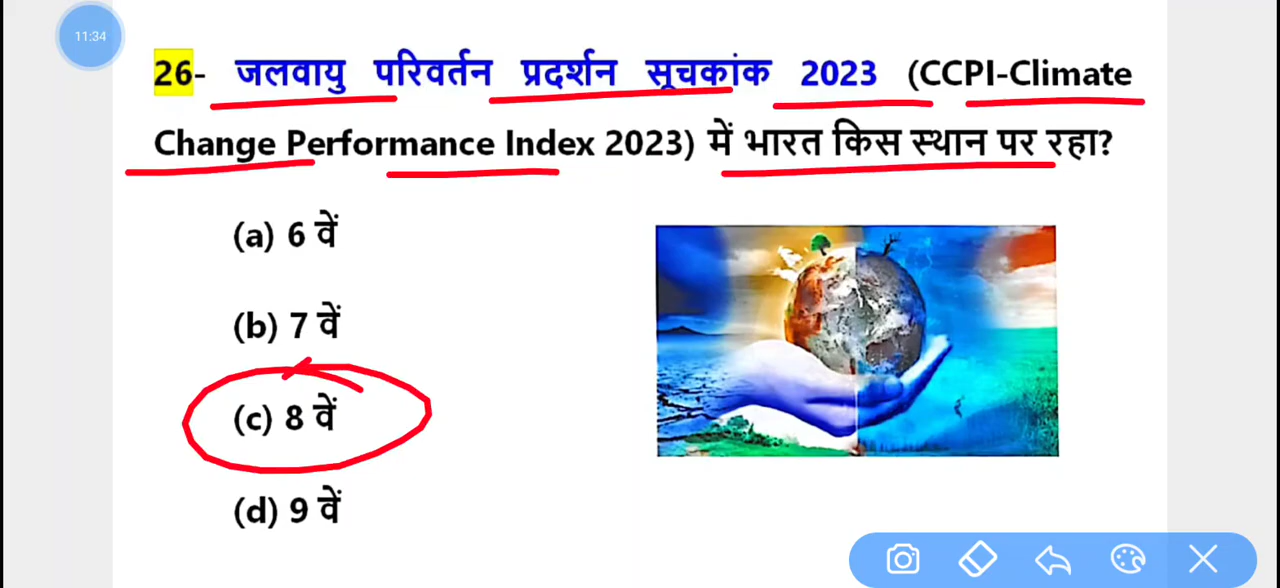 11:34
26- जलवायु परिवर्तन प्रदर्शन सूचकांक 2023 (CCPI-Climate
Change Performance Index 2023) में भारत किस स्थान पर रहा?
(a) 6 वें
(b) 7 वें
(c) 8 वें
(d) 9 वें